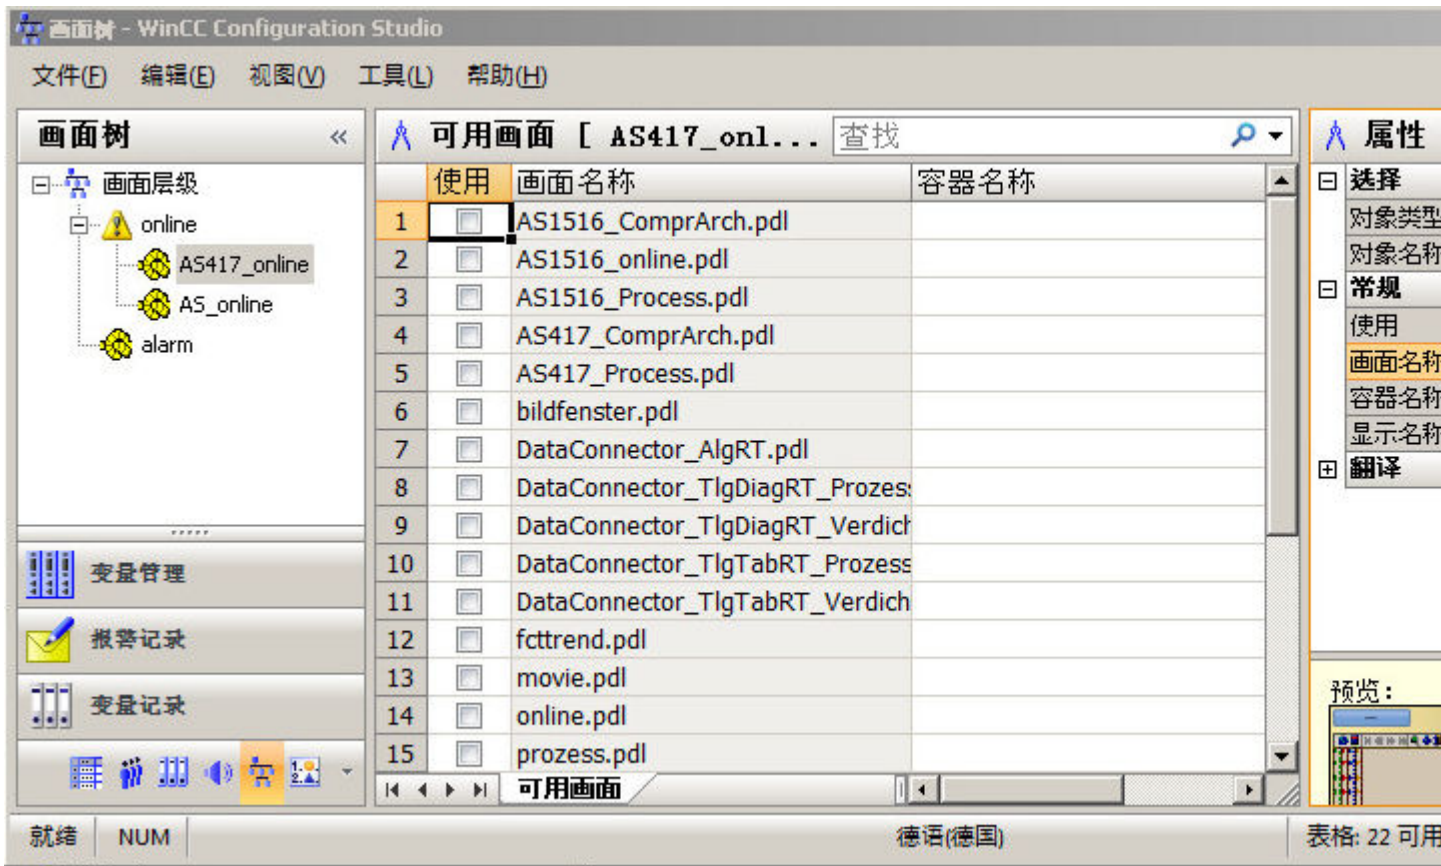 画面树 - WinCC Configuration Studio
文件(F) 编辑(E) 视图(V) 工具(L) 帮助(H)
画面树 «
画面层级
online
AS417_online
AS_online
alarm
变量管理
报警记录
变量记录
可用画面 [ AS417_onl... 查找
使用 画面名称 容器名称
1 AS1516_ComprArch.pdl
2 AS1516_online.pdl
3 AS1516_Process.pdl
4 AS417_ComprArch.pdl
5 AS417_Process.pdl
6 bildfenster.pdl
7 DataConnector_AlgRT.pdl
8 DataConnector_TlgDiagRT_Prozes
9 DataConnector_TlgDiagRT_Verdich
10 DataConnector_TlgTabRT_Prozess
11 DataConnector_TlgTabRT_Verdich
12 fcttrend.pdl
13 movie.pdl
14 online.pdl
15 prozess.pdl
可用画面
属性
选择
对象类型
对象名称
常规
使用
画面名称
容器名称
显示名称
翻译
预览:
就绪 NUM 德语(德国) 表格: 22 可用